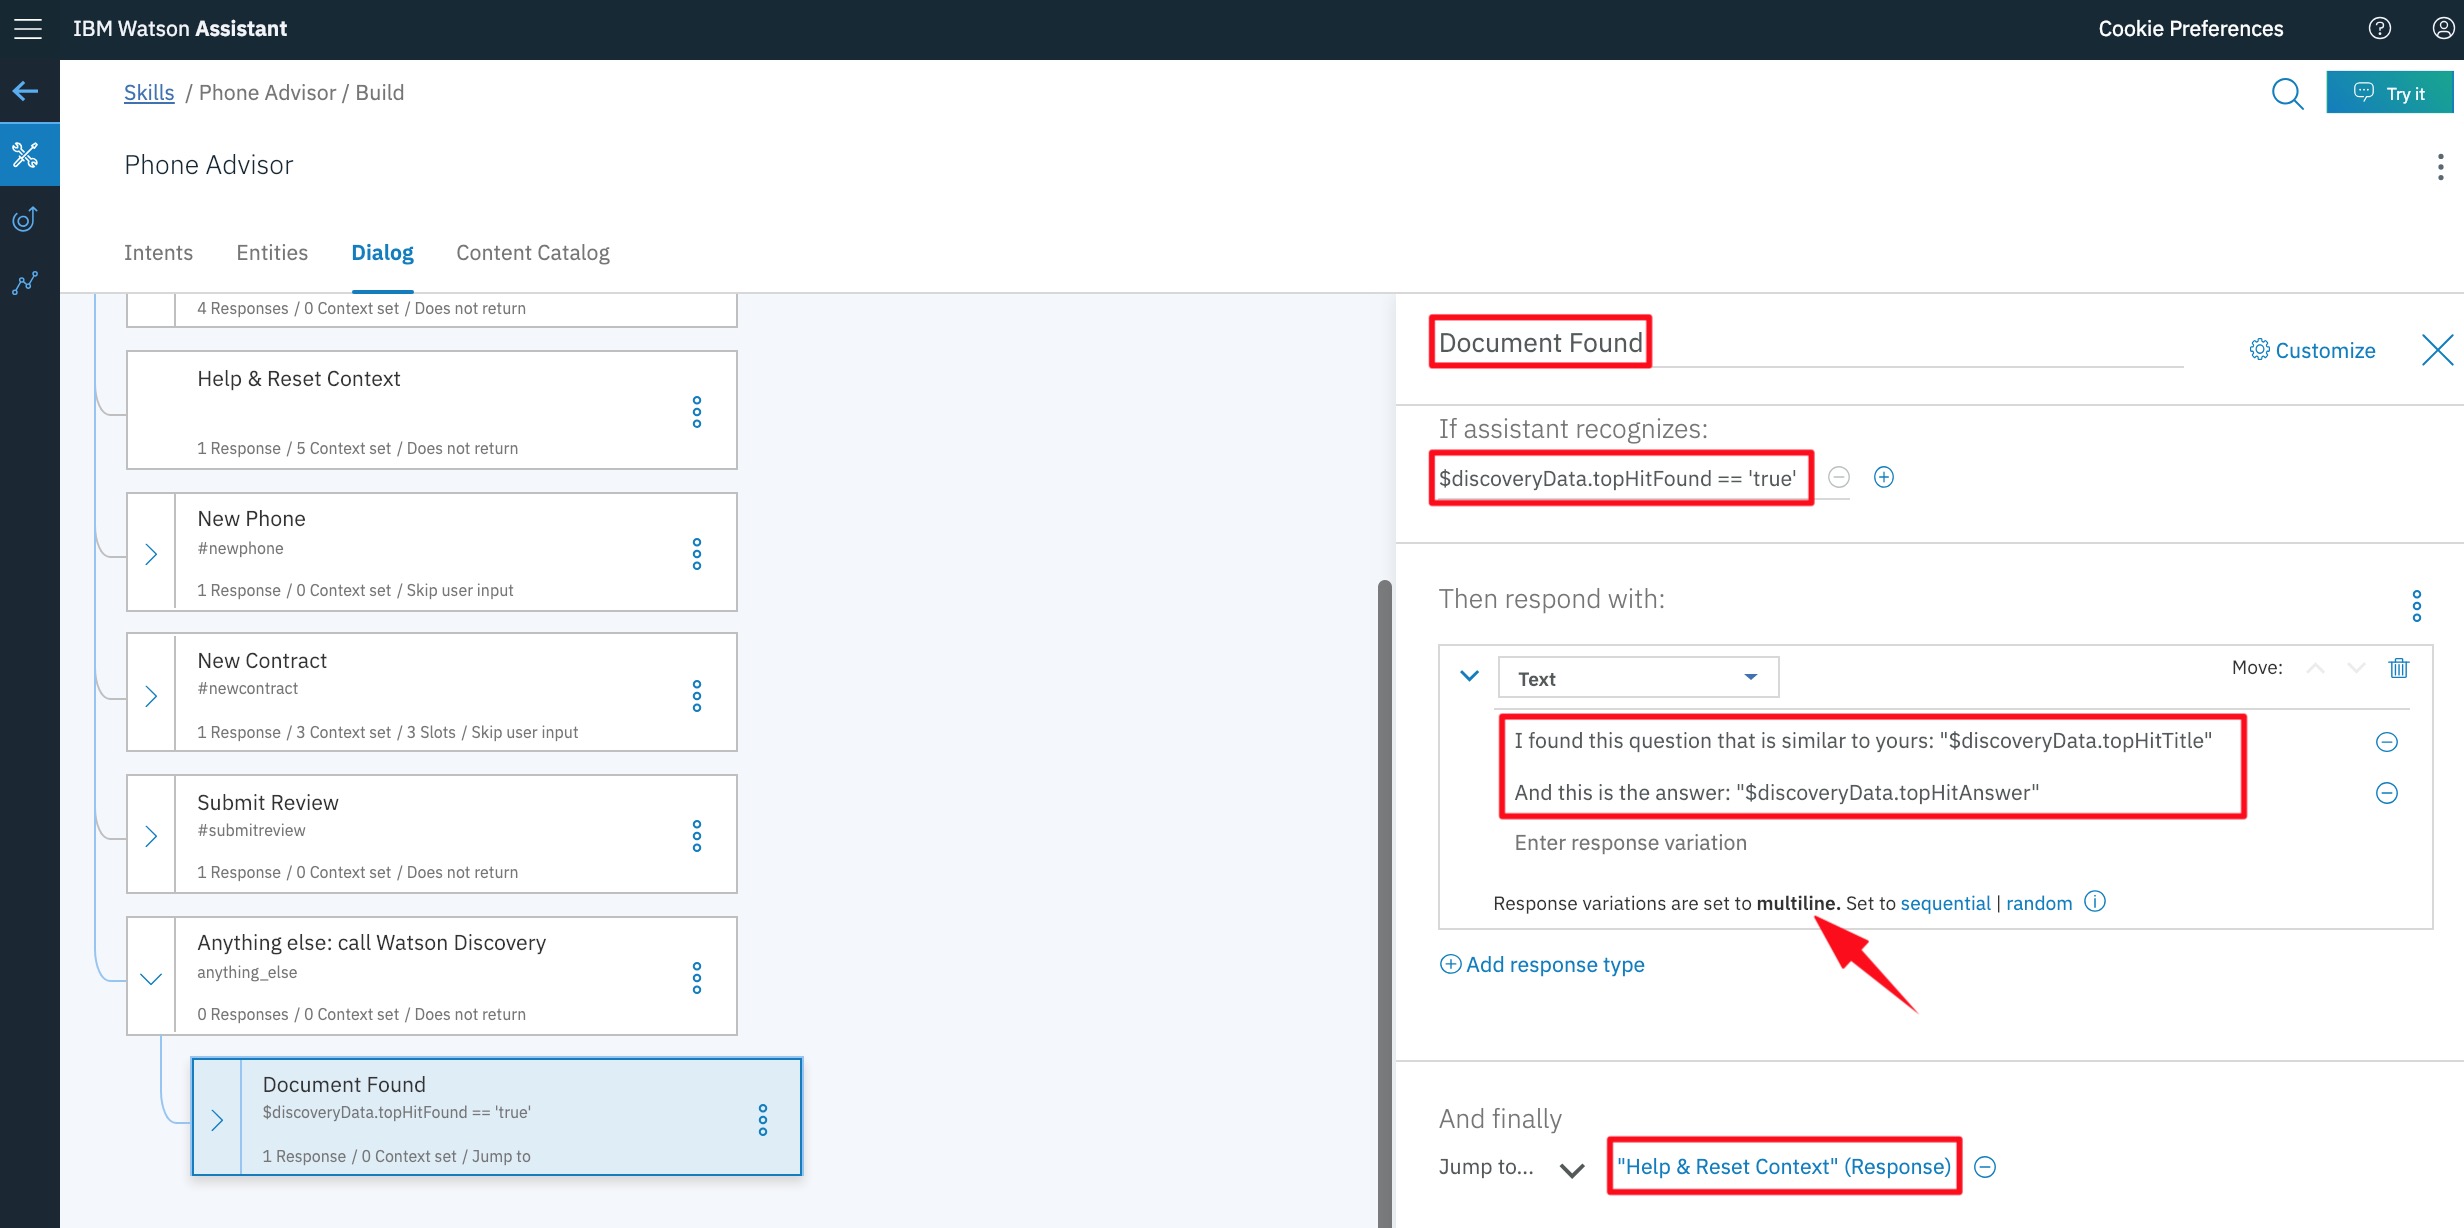 IBM Watson Assistant
Cookie Preferences
Skills / Phone Advisor / Build
Try it
Phone Advisor
Intents Entities Dialog Content Catalog
4 Responses / 0 Context set / Does not return
Help & Reset Context
1 Response / 5 Context set / Does not return
New Phone
#newphone
1 Response / 0 Context set / Skip user input
New Contract
#newcontract
1 Response / 3 Context set / 3 Slots / Skip user input
Submit Review
#submitreview
1 Response / 0 Context set / Does not return
Anything else: call Watson Discovery
anything_else
0 Responses / 0 Context set / Does not return
Document Found
$discoveryData.topHitFound == 'true'
1 Response / 0 Context set / Jump to
Document Found
Customize
If assistant recognizes:
$discoveryData.topHitFound == 'true'
Then respond with:
Text
Move:
I found this question that is similar to yours: "$discoveryData.topHitTitle"
And this is the answer: "$discoveryData.topHitAnswer"
Enter response variation
Response variations are set to multiline. Set to sequential | random
Add response type
And finally
Jump to... "Help & Reset Context" (Response)